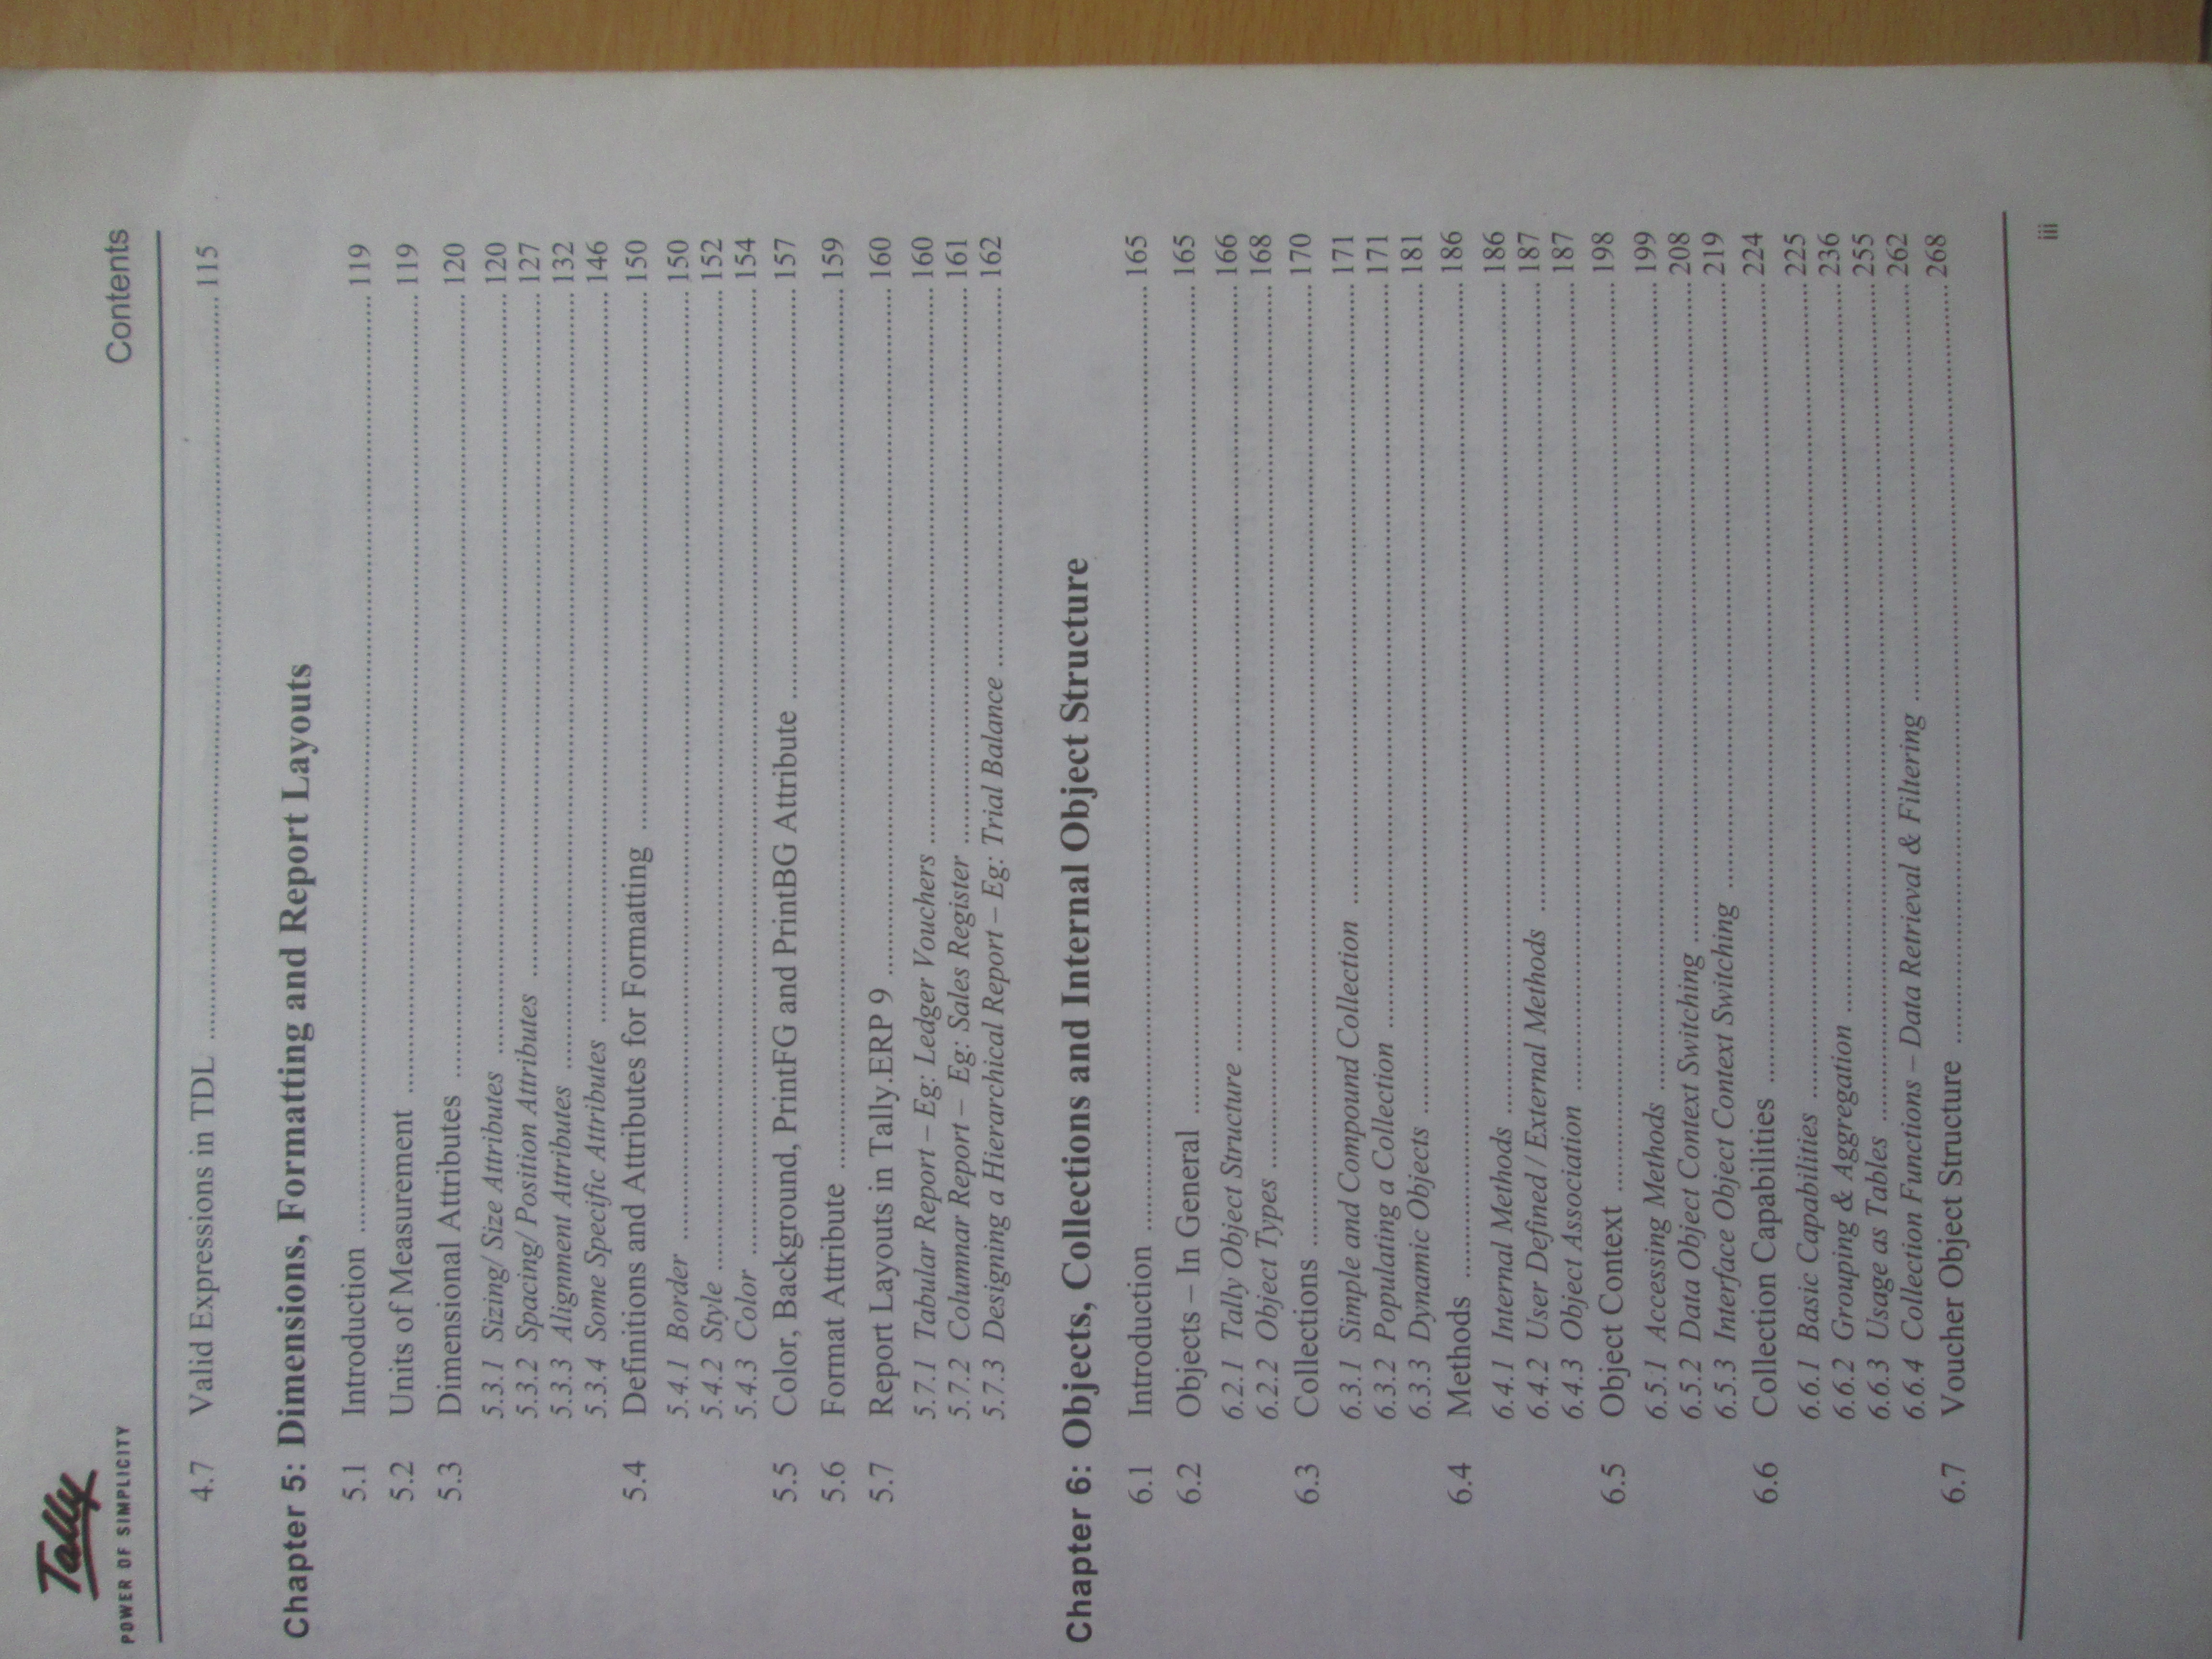 Tally
POWER OF SIMPLICITY
Contents
4.7 Valid Expressions in TDL ........ 115
Chapter 5: Dimensions, Formatting and Report Layouts
5.1 Introduction ........ 119
5.2 Units of Measurement ........ 119
5.3 Dimensional Attributes ........ 120
5.3.1 Sizing/ Size Attributes ........ 120
5.3.2 Spacing/ Position Attributes ........ 127
5.3.3 Alignment Attributes ........ 132
5.3.4 Some Specific Attributes ........ 146
5.4 Definitions and Attributes for Formatting ........ 150
5.4.1 Border ........ 150
5.4.2 Style ........ 152
5.4.3 Color ........ 154
5.5 Color, Background, PrintFG and PrintBG Attribute ........ 157
5.6 Format Attribute ........ 159
5.7 Report Layouts in Tally.ERP 9 ........ 160
5.7.1 Tabular Report – Eg: Ledger Vouchers ........ 160
5.7.2 Columnar Report – Eg: Sales Register ........ 161
5.7.3 Designing a Hierarchical Report – Eg: Trial Balance ........ 162
Chapter 6: Objects, Collections and Internal Object Structure
6.1 Introduction ........ 165
6.2 Objects – In General ........ 165
6.2.1 Tally Object Structure ........ 166
6.2.2 Object Types ........ 168
6.3 Collections ........ 170
6.3.1 Simple and Compound Collection ........ 171
6.3.2 Populating a Collection ........ 171
6.3.3 Dynamic Objects ........ 181
6.4 Methods ........ 186
6.4.1 Internal Methods ........ 186
6.4.2 User Defined / External Methods ........ 187
6.4.3 Object Association ........ 187
6.5 Object Context ........ 198
6.5.1 Accessing Methods ........ 199
6.5.2 Data Object Context Switching ........ 208
6.5.3 Interface Object Context Switching ........ 219
6.6 Collection Capabilities ........ 224
6.6.1 Basic Capabilities ........ 225
6.6.2 Grouping & Aggregation ........ 236
6.6.3 Usage as Tables ........ 255
6.6.4 Collection Functions – Data Retrieval & Filtering ........ 262
6.7 Voucher Object Structure ........ 268
iii